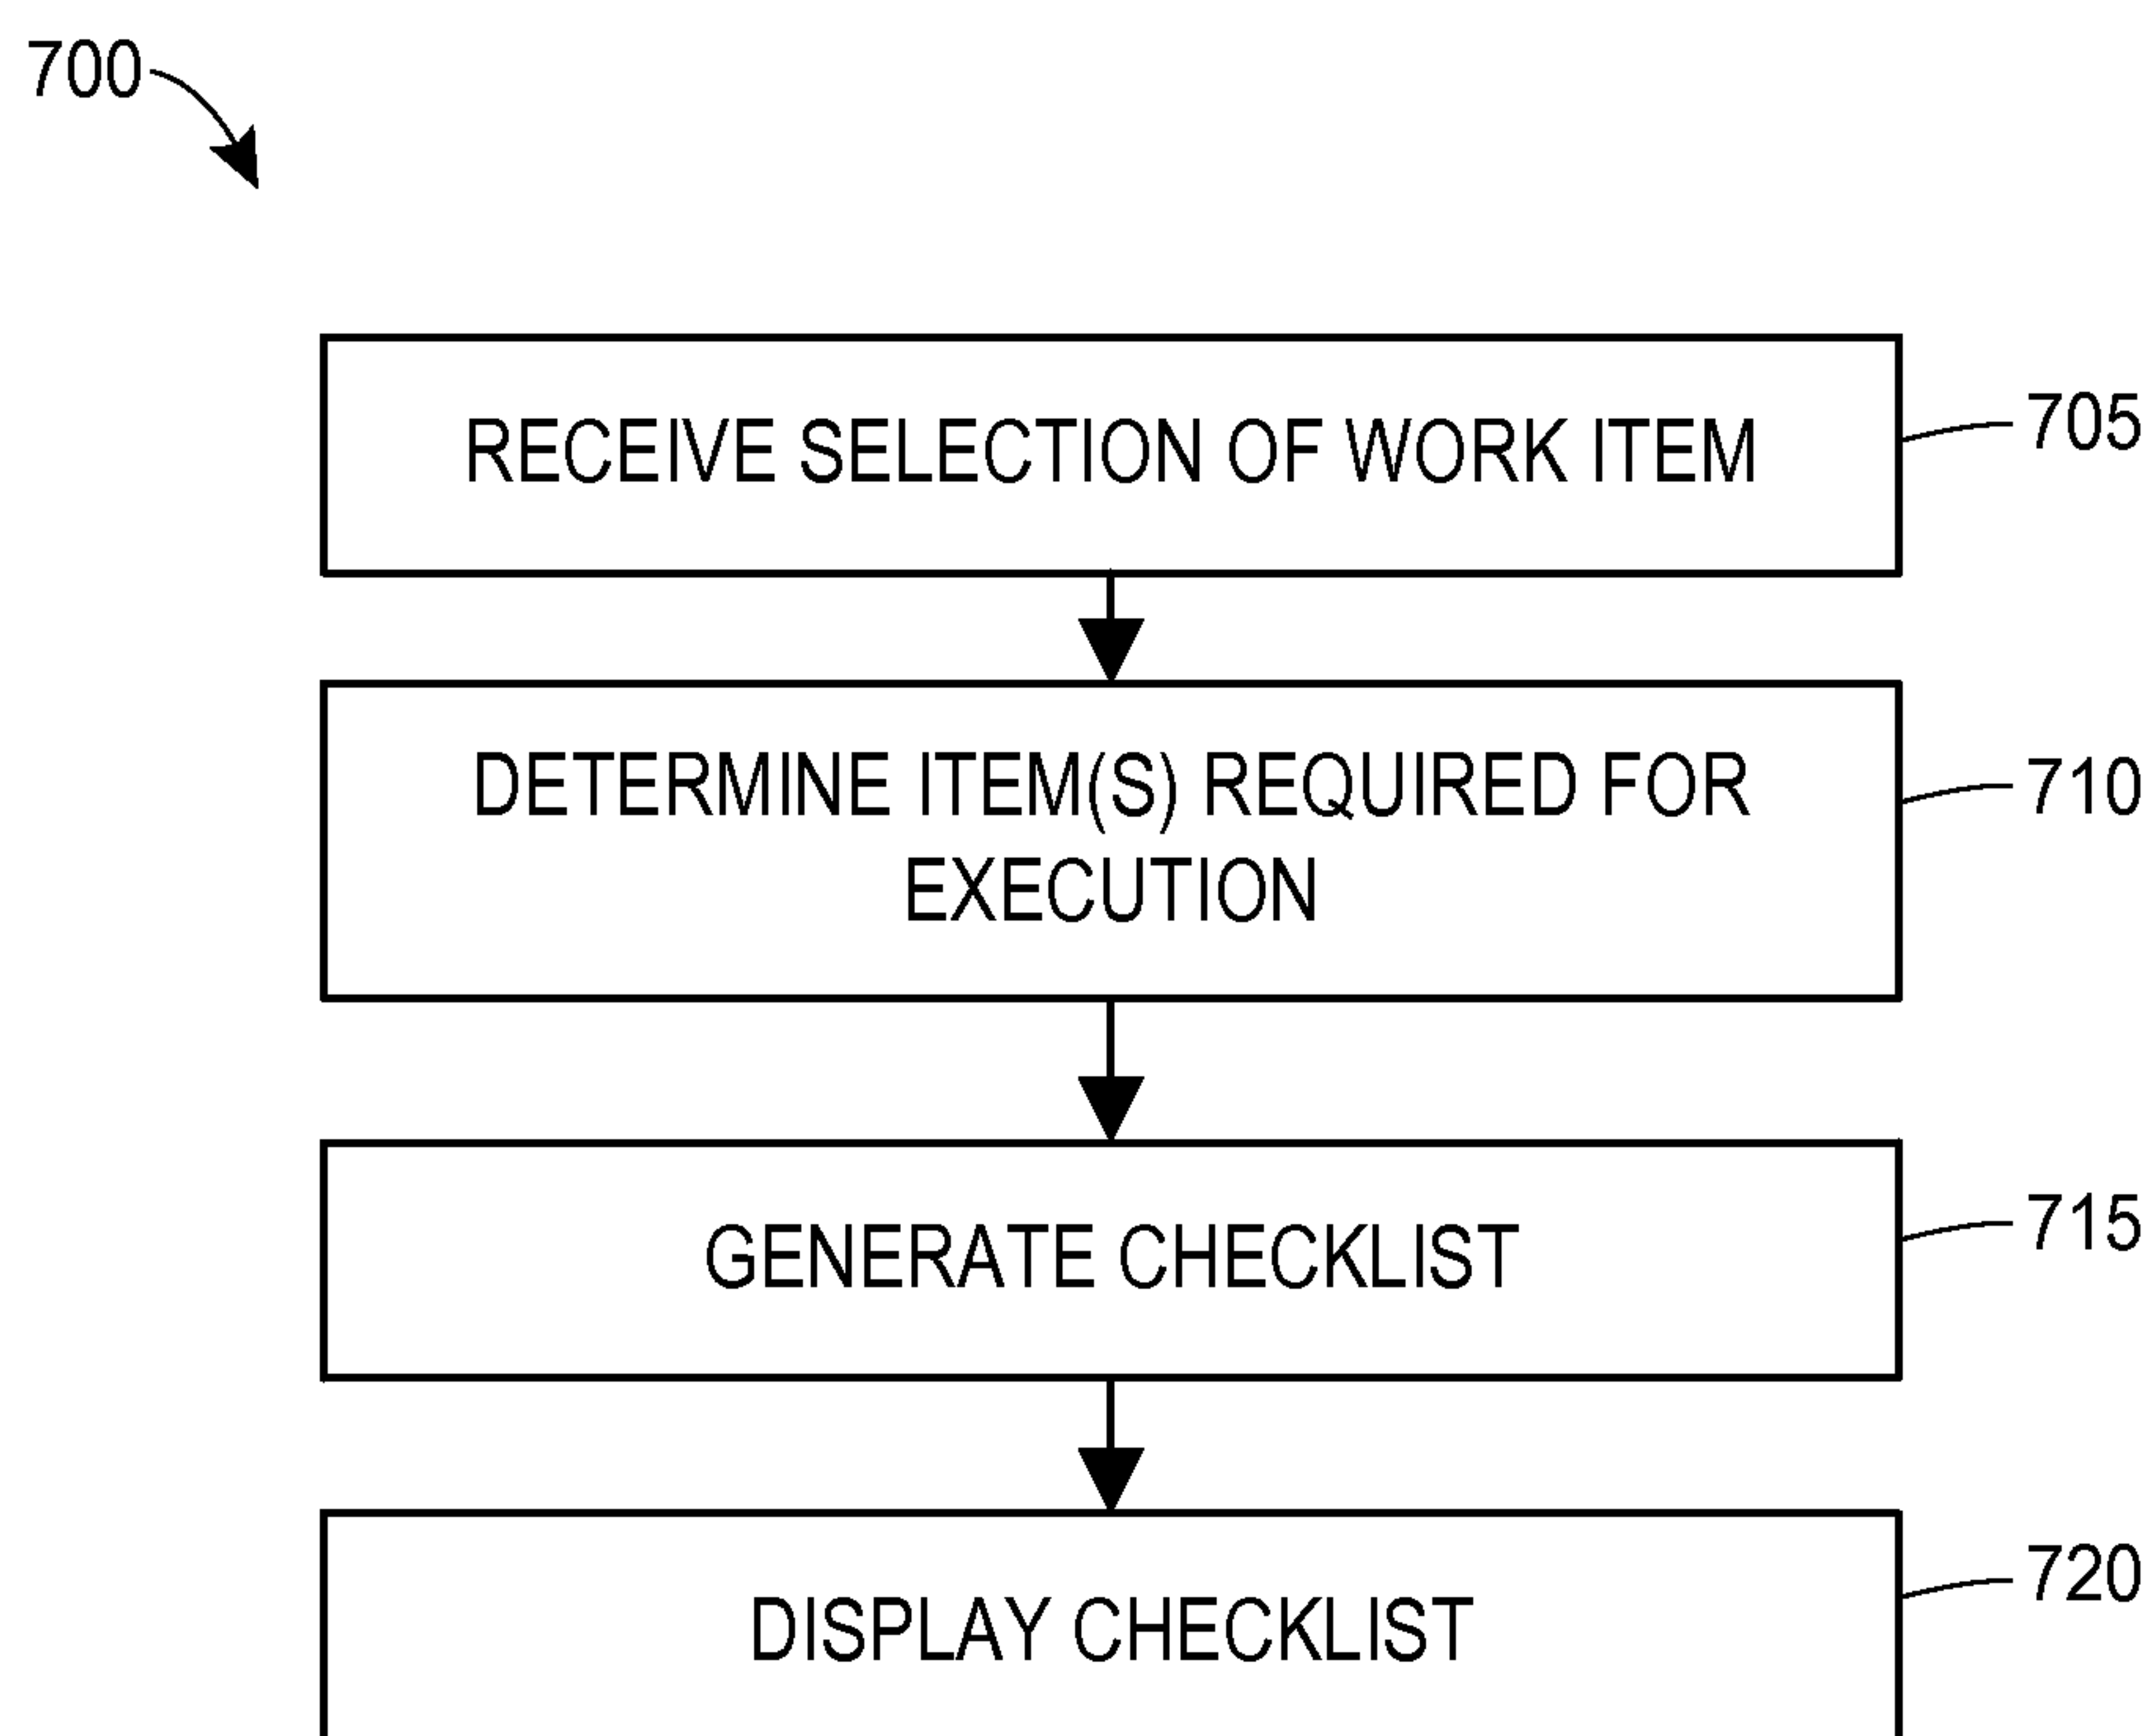 700
RECEIVE SELECTION OF WORK ITEM
705
DETERMINE ITEM(S) REQUIRED FOR
EXECUTION
710
GENERATE CHECKLIST
715
DISPLAY CHECKLIST
720